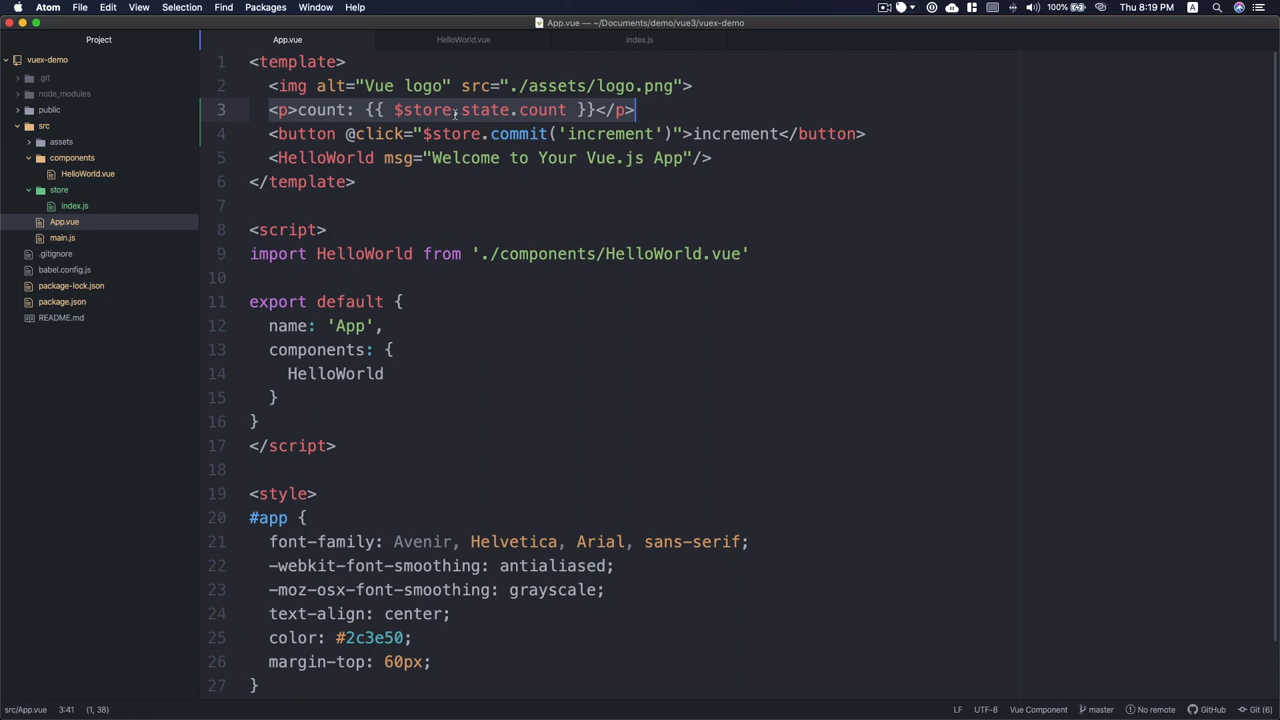 Atom File Edit View Selection Find Packages Window Help
100% Thu 8:19 PM A
App.vue — ~/Documents/demo/vue3/vuex-demo
Project
App.vue HelloWorld.vue index.js
vuex-demo
.git
node_modules
public
src
assets
components
HelloWorld.vue
store
index.js
App.vue
main.js
.gitignore
babel.config.js
package-lock.json
package.json
README.md
1 <template>
2 <img alt="Vue logo" src="./assets/logo.png">
3 <p>count: {{ $store.state.count }}</p>
4 <button @click="$store.commit('increment')">increment</button>
5 <HelloWorld msg="Welcome to Your Vue.js App"/>
6 </template>
7
8 <script>
9 import HelloWorld from './components/HelloWorld.vue'
10
11 export default {
12 name: 'App',
13 components: {
14 HelloWorld
15 }
16 }
17 </script>
18
19 <style>
20 #app {
21 font-family: Avenir, Helvetica, Arial, sans-serif;
22 -webkit-font-smoothing: antialiased;
23 -moz-osx-font-smoothing: grayscale;
24 text-align: center;
25 color: #2c3e50;
26 margin-top: 60px;
27 }
src/App.vue 3:41 (1, 38) LF UTF-8 Vue Component master No remote GitHub Git (6)